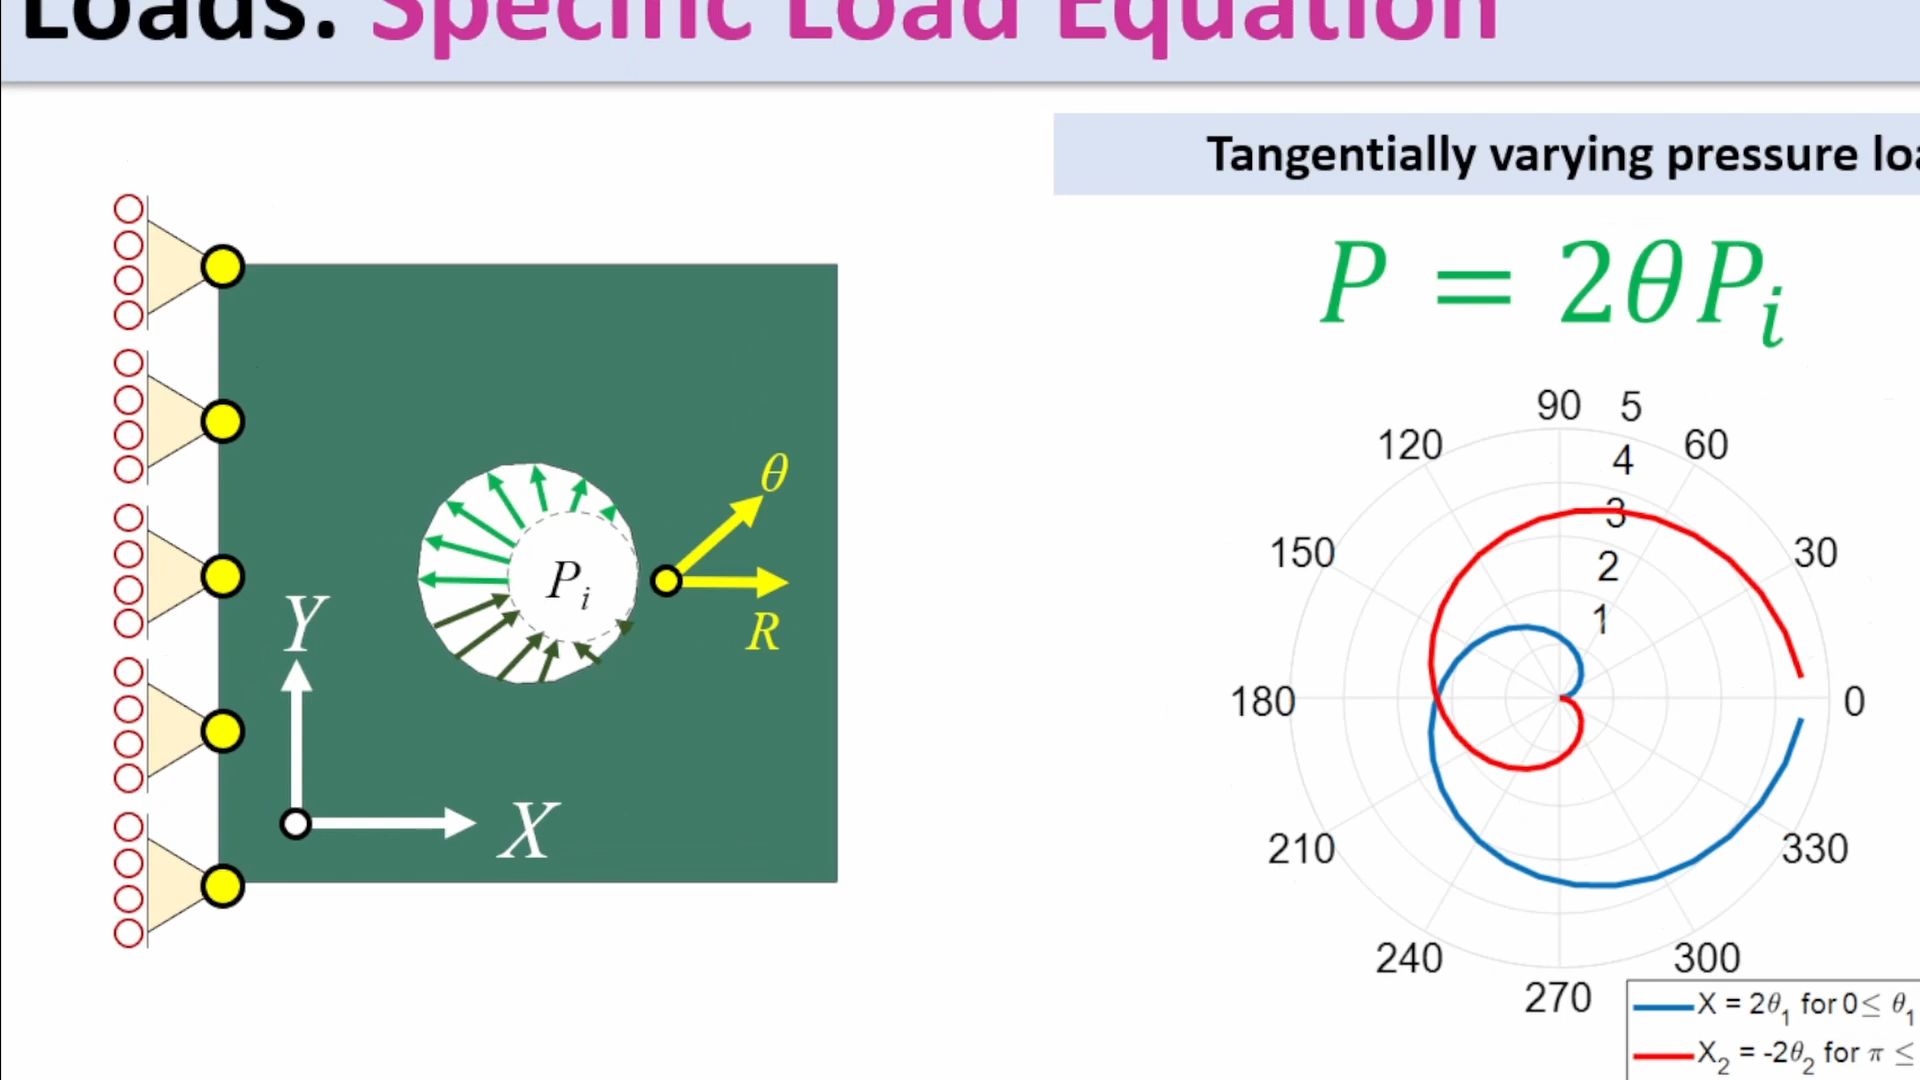 Loads: Specific Load Equation
Tangentially varying pressure loa
P = 2θP_i
θ
P_i
R
Y
X
90 5
120 60
4
3
150 30
2
1
180 0
210 330
240 300
270
X = 2θ_1 for 0≤ θ_1
X_2 = -2θ_2 for π ≤